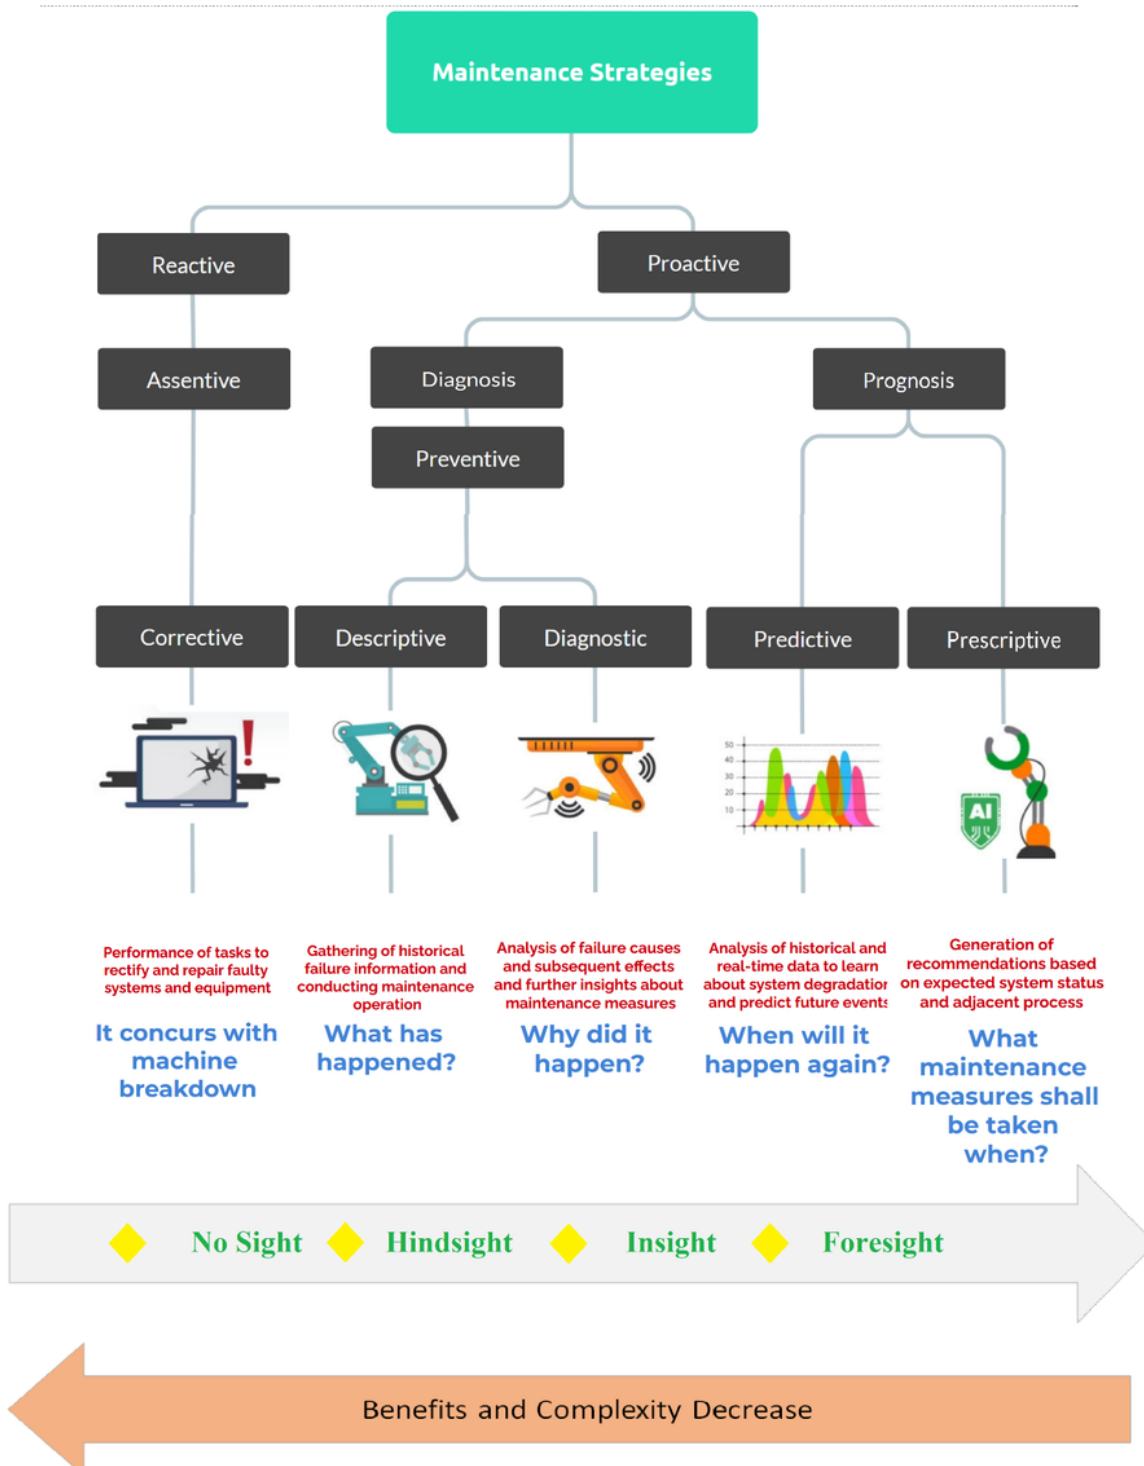 Maintenance Strategies
Reactive
Proactive
Assentive
Diagnosis
Prognosis
Preventive
Corrective
Descriptive
Diagnostic
Predictive
Prescriptive
50
40
30
20
10
AI
Performance of tasks to
rectify and repair faulty
systems and equipment
It concurs with
machine
breakdown
Gathering of historical
failure information and
conducting maintenance
operation
What has
happened?
Analysis of failure causes
and subsequent effects
and further insights about
maintenance measures
Why did it
happen?
Analysis of historical and
real-time data to learn
about system degradation
and predict future events
When will it
happen again?
Generation of
recommendations based
on expected system status
and adjacent process
What
maintenance
measures shall
be taken
when?
No Sight
Hindsight
Insight
Foresight
Benefits and Complexity Decrease